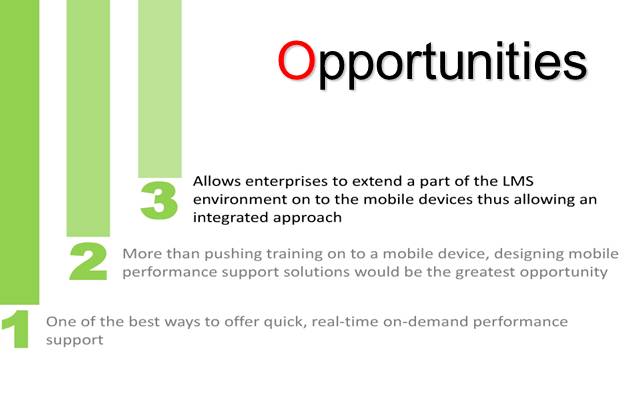 Opportunities
3
Allows enterprises to extend a part of the LMS
environment on to the mobile devices thus allowing an
integrated approach
2
More than pushing training on to a mobile device, designing mobile
performance support solutions would be the greatest opportunity
1
One of the best ways to offer quick, real-time on-demand performance
support